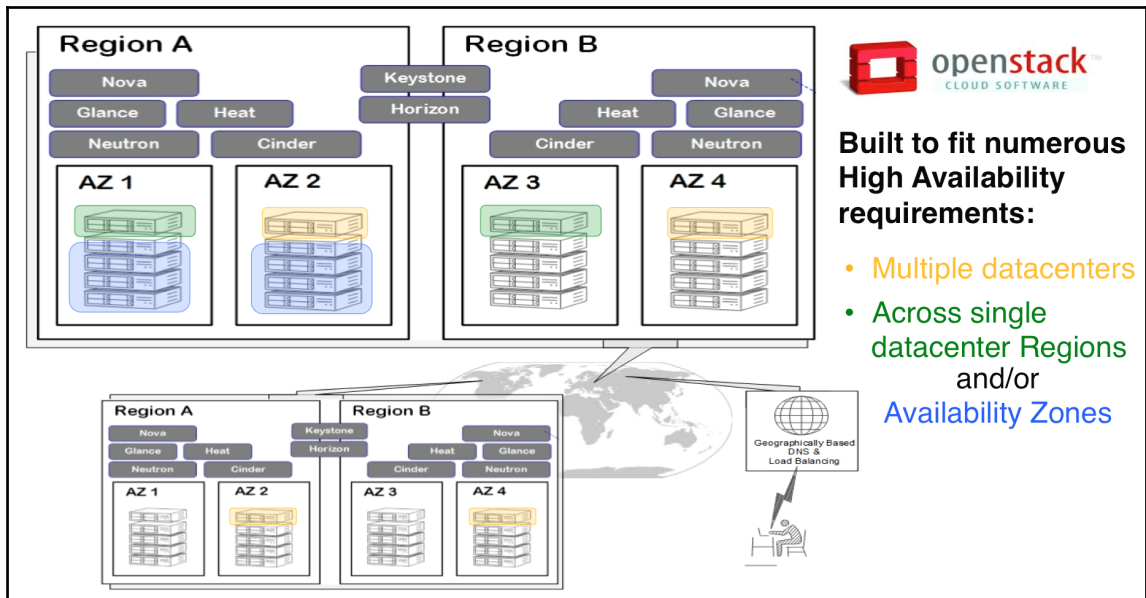 Region A
Nova
Glance
Heat
Neutron
Cinder
AZ 1
AZ 2
Keystone
Horizon
Region B
Nova
Heat
Glance
Cinder
Neutron
AZ 3
AZ 4
openstack™
CLOUD SOFTWARE
Built to fit numerous
High Availability
requirements:
• Multiple datacenters
• Across single
datacenter Regions
and/or
Availability Zones
Region A
Nova
Glance
Heat
Neutron
Cinder
AZ 1
AZ 2
Keystone
Horizon
Region B
Nova
Heat
Glance
Cinder
Neutron
AZ 3
AZ 4
Geographically Based
DNS &
Load Balancing